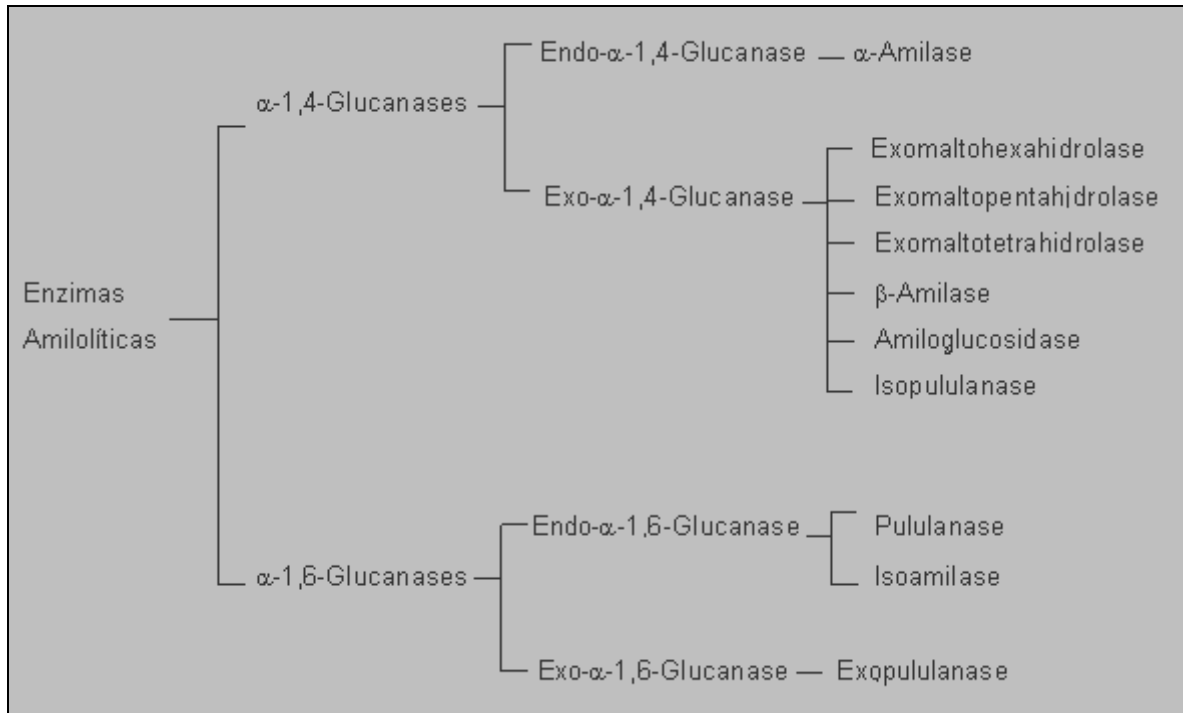 Endo-α-1,4-Glucanase
α-Amilase
α-1,4-Glucanases
Exomaltohexahidrolase
Exo-α-1,4-Glucanase
Exomaltopentahidrolase
Exomaltotetrahidrolase
β-Amilase
Amiloglucosidase
Isopululanase
Enzimas
Amilolíticas
Endo-α-1,6-Glucanase
Pululanase
α-1,6-Glucanases
Isoamilase
Exo-α-1,6-Glucanase
Exopululanase